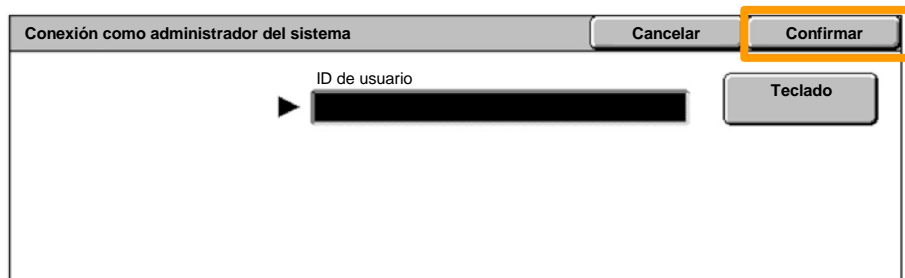 Conexión como administrador del sistema Cancelar Confirmar
ID de usuario
Teclado